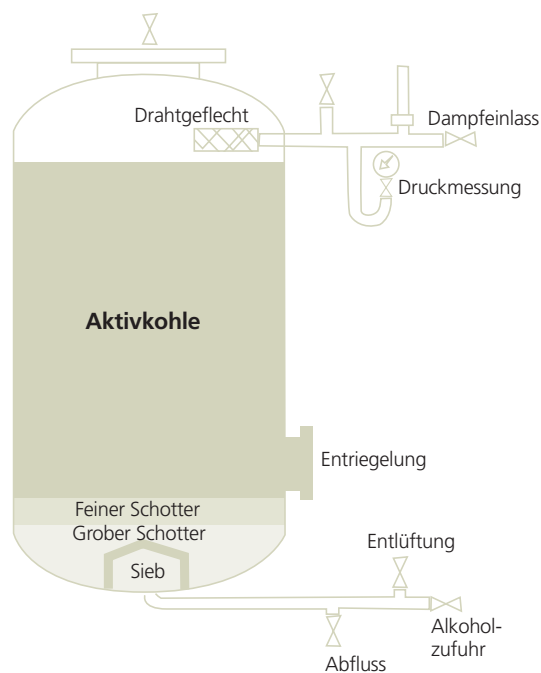 Drahtgeflecht
Dampfeinlass
Druckmessung
Aktivkohle
Entriegelung
Feiner Schotter
Grober Schotter
Sieb
Entlüftung
Alkohol-
zufuhr
Abfluss